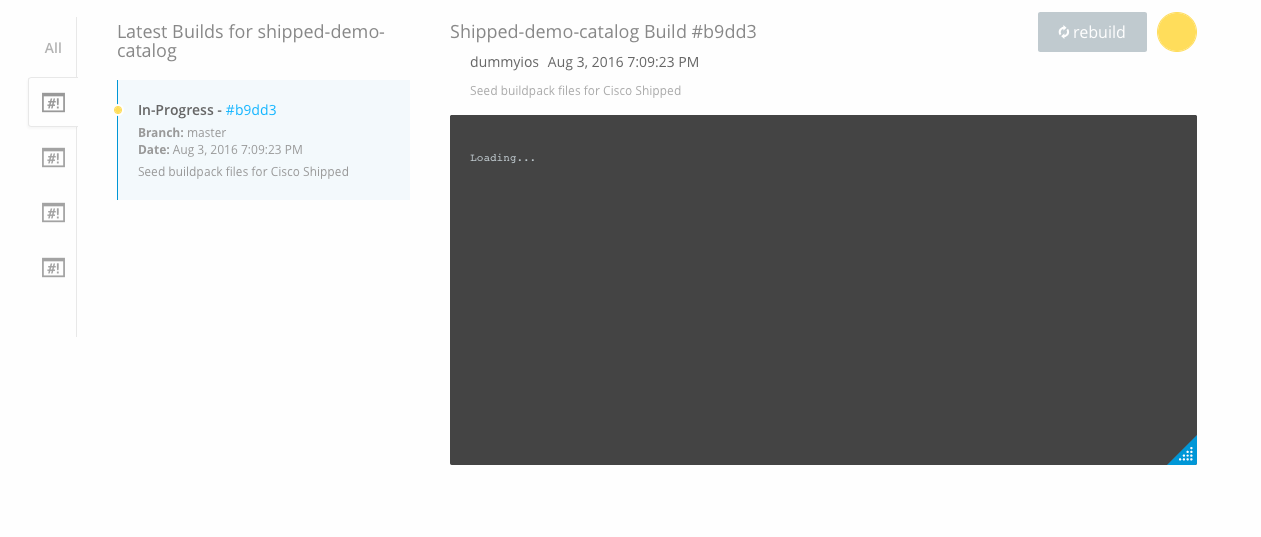 All
#!
#!
#!
#!
Latest Builds for shipped-demo-
catalog
In-Progress - #b9dd3
Branch: master
Date: Aug 3, 2016 7:09:23 PM
Seed buildpack files for Cisco Shipped
Shipped-demo-catalog Build #b9dd3
rebuild
dummyios Aug 3, 2016 7:09:23 PM
Seed buildpack files for Cisco Shipped
Loading...